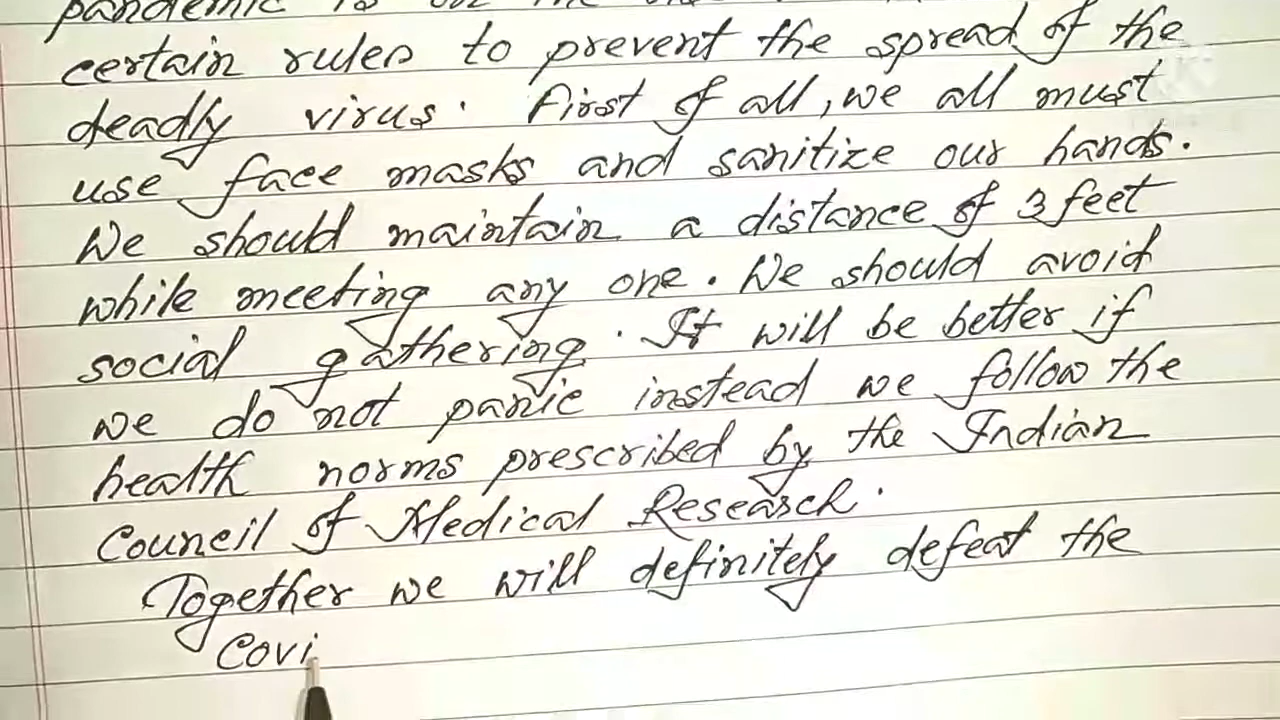 pandemic is
certain rules to prevent the spread of the
deadly virus. First of all, we all must
use face masks and sanitize our hands.
We should maintain a distance of 3 feet
while meeting any one. We should avoid
social gathering. It will be better if
we do not panic instead we follow the
health norms prescribed by the Indian
Council of Medical Research.
Together we will definitely defeat the
Covi